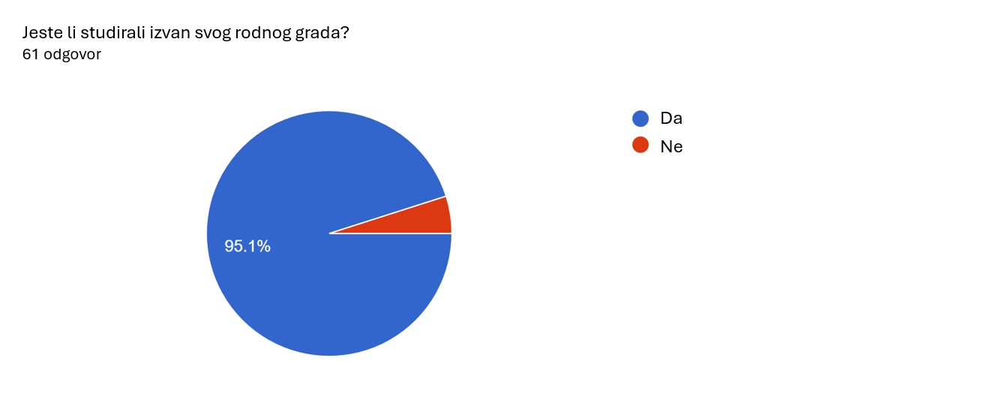 Jeste li studirali izvan svog rodnog grada?
61 odgovor
Da
Ne
95.1%